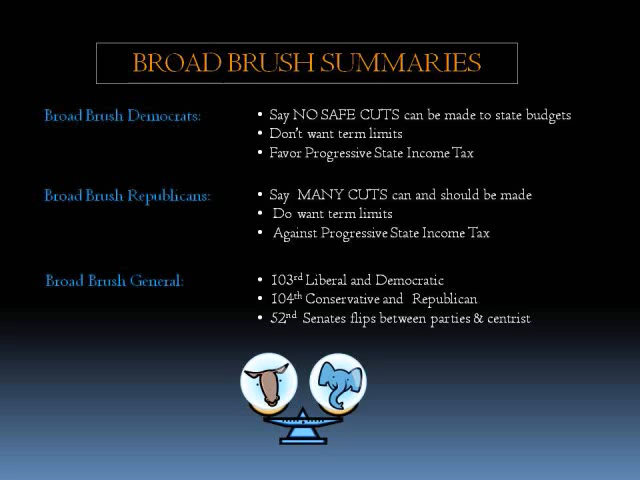 BROAD BRUSH SUMMARIES
Broad Brush Democrats:
• Say NO SAFE CUTS can be made to state budgets
• Don't want term limits
• Favor Progressive State Income Tax
Broad Brush Republicans:
• Say MANY CUTS can and should be made
• Do want term limits
• Against Progressive State Income Tax
Broad Brush General:
• 103rd Liberal and Democratic
• 104th Conservative and Republican
• 52nd Senates flips between parties & centrist